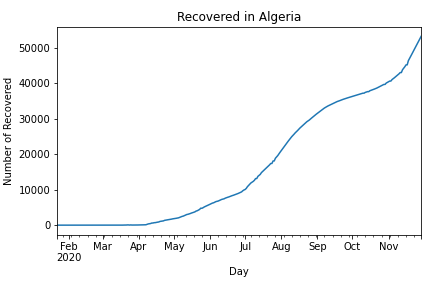 Recovered in Algeria
Number of Recovered
50000
40000
30000
20000
10000
0
Feb Mar Apr May Jun Jul Aug Sep Oct Nov
2020
Day